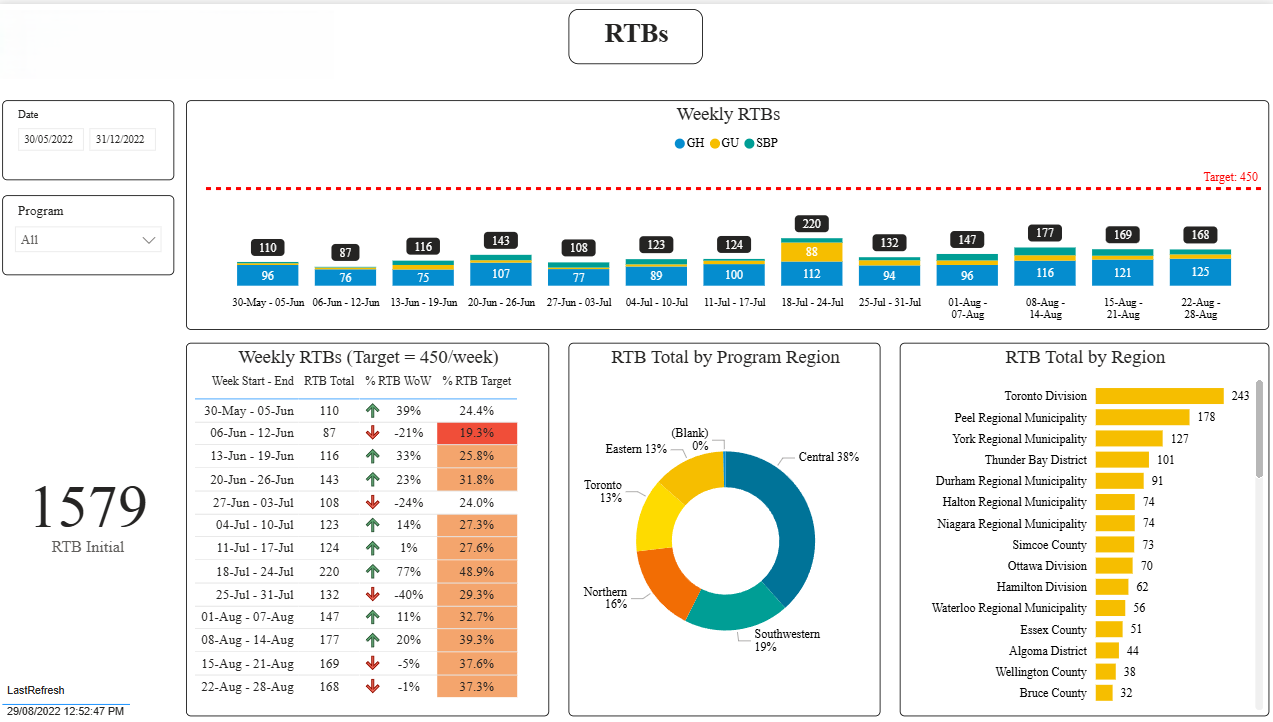 RTBs
Date
30/05/2022 31/12/2022
Program
All
1579
RTB Initial
LastRefresh
29/08/2022 12:52:47 PM
Weekly RTBs
GH GU SBP
Target: 450
110 87 116 143 108 123 124 220 132 147 177 169 168
88
96 76 75 107 77 89 100 112 94 96 116 121 125
30-May - 05-Jun 06-Jun - 12-Jun 13-Jun - 19-Jun 20-Jun - 26-Jun 27-Jun - 03-Jul 04-Jul - 10-Jul 11-Jul - 17-Jul 18-Jul - 24-Jul 25-Jul - 31-Jul 01-Aug - 08-Aug - 15-Aug - 22-Aug -
07-Aug 14-Aug 21-Aug 28-Aug
Weekly RTBs (Target = 450/week)
Week Start - End RTB Total % RTB WoW % RTB Target
30-May - 05-Jun 110 39% 24.4%
06-Jun - 12-Jun 87 -21% 19.3%
13-Jun - 19-Jun 116 33% 25.8%
20-Jun - 26-Jun 143 23% 31.8%
27-Jun - 03-Jul 108 -24% 24.0%
04-Jul - 10-Jul 123 14% 27.3%
11-Jul - 17-Jul 124 1% 27.6%
18-Jul - 24-Jul 220 77% 48.9%
25-Jul - 31-Jul 132 -40% 29.3%
01-Aug - 07-Aug 147 11% 32.7%
08-Aug - 14-Aug 177 20% 39.3%
15-Aug - 21-Aug 169 -5% 37.6%
22-Aug - 28-Aug 168 -1% 37.3%
RTB Total by Program Region
(Blank)
0%
Eastern 13%
Central 38%
Toronto
13%
Northern
16%
Southwestern
19%
RTB Total by Region
Toronto Division 243
Peel Regional Municipality 178
York Regional Municipality 127
Thunder Bay District 101
Durham Regional Municipality 91
Halton Regional Municipality 74
Niagara Regional Municipality 74
Simcoe County 73
Ottawa Division 70
Hamilton Division 62
Waterloo Regional Municipality 56
Essex County 51
Algoma District 44
Wellington County 38
Bruce County 32